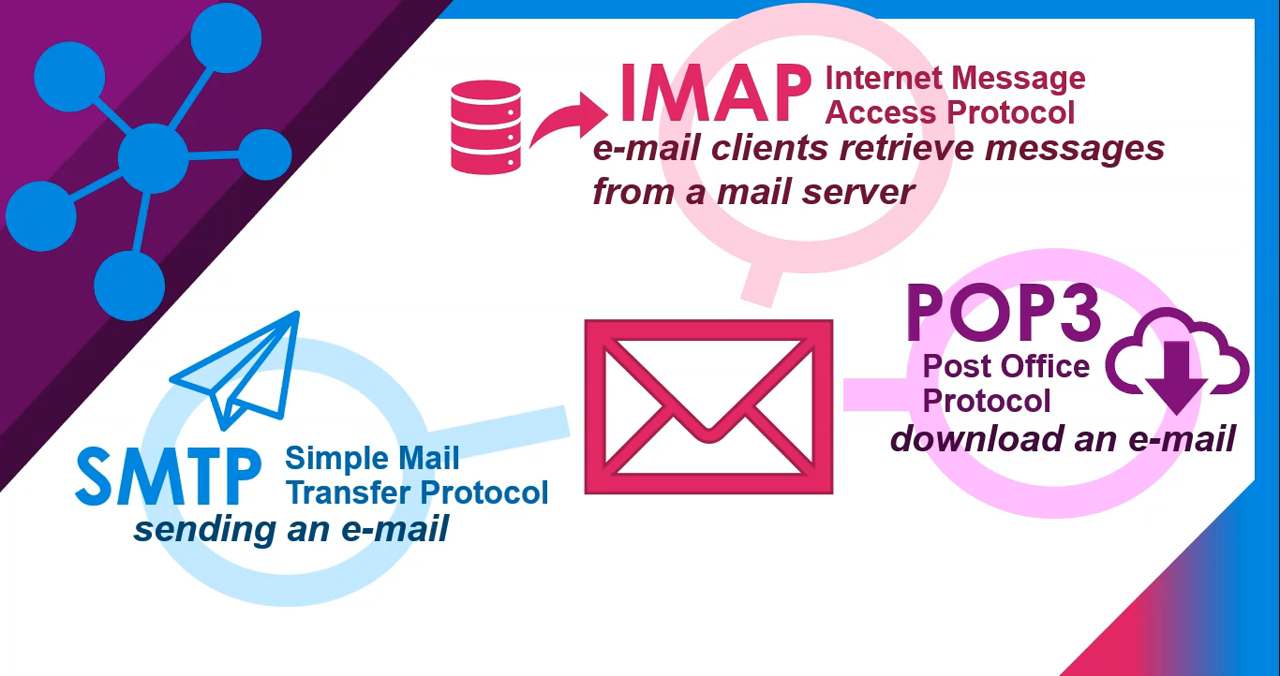 IMAP Internet Message
Access Protocol
e-mail clients retrieve messages
from a mail server
POP3
Post Office
Protocol
download an e-mail
SMTP Simple Mail
Transfer Protocol
sending an e-mail